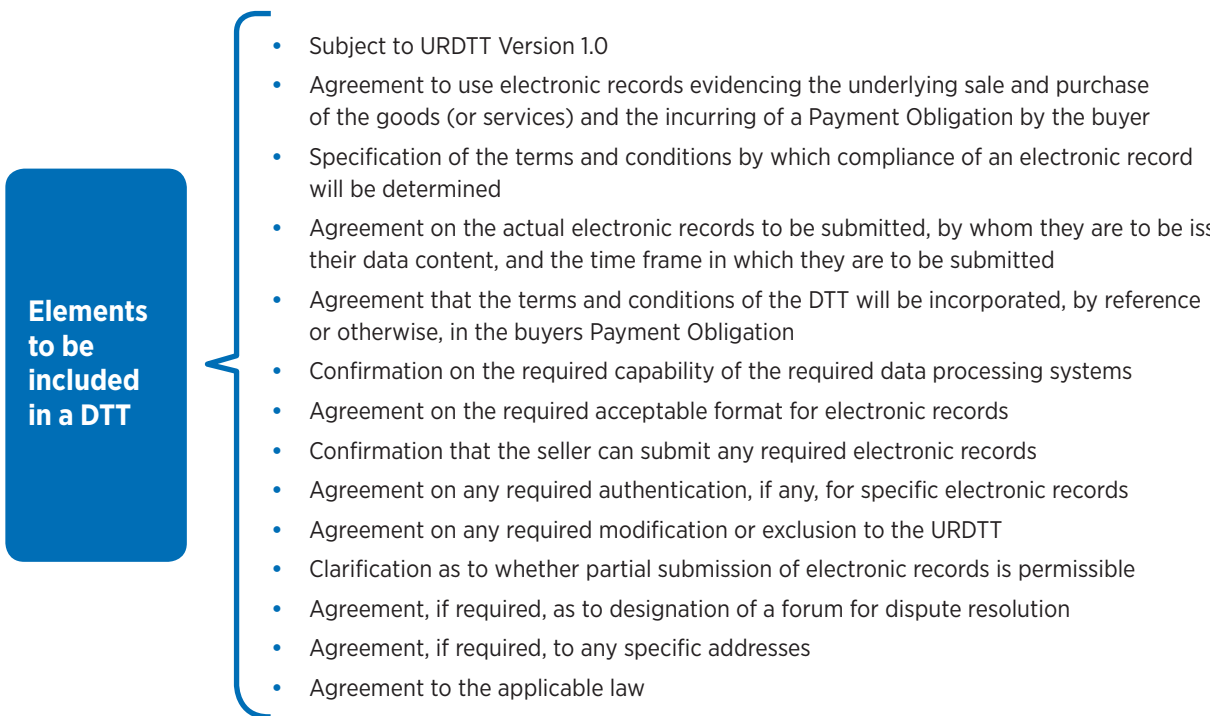 Elements
to be
included
in a DTT
• Subject to URDTT Version 1.0
• Agreement to use electronic records evidencing the underlying sale and purchase
of the goods (or services) and the incurring of a Payment Obligation by the buyer
• Specification of the terms and conditions by which compliance of an electronic record
will be determined
• Agreement on the actual electronic records to be submitted, by whom they are to be
their data content, and the time frame in which they are to be submitted
• Agreement that the terms and conditions of the DTT will be incorporated, by reference
or otherwise, in the buyers Payment Obligation
• Confirmation on the required capability of the required data processing systems
• Agreement on the required acceptable format for electronic records
• Confirmation that the seller can submit any required electronic records
• Agreement on any required authentication, if any, for specific electronic records
• Agreement on any required modification or exclusion to the URDTT
• Clarification as to whether partial submission of electronic records is permissible
• Agreement, if required, as to designation of a forum for dispute resolution
• Agreement, if required, to any specific addresses
• Agreement to the applicable law